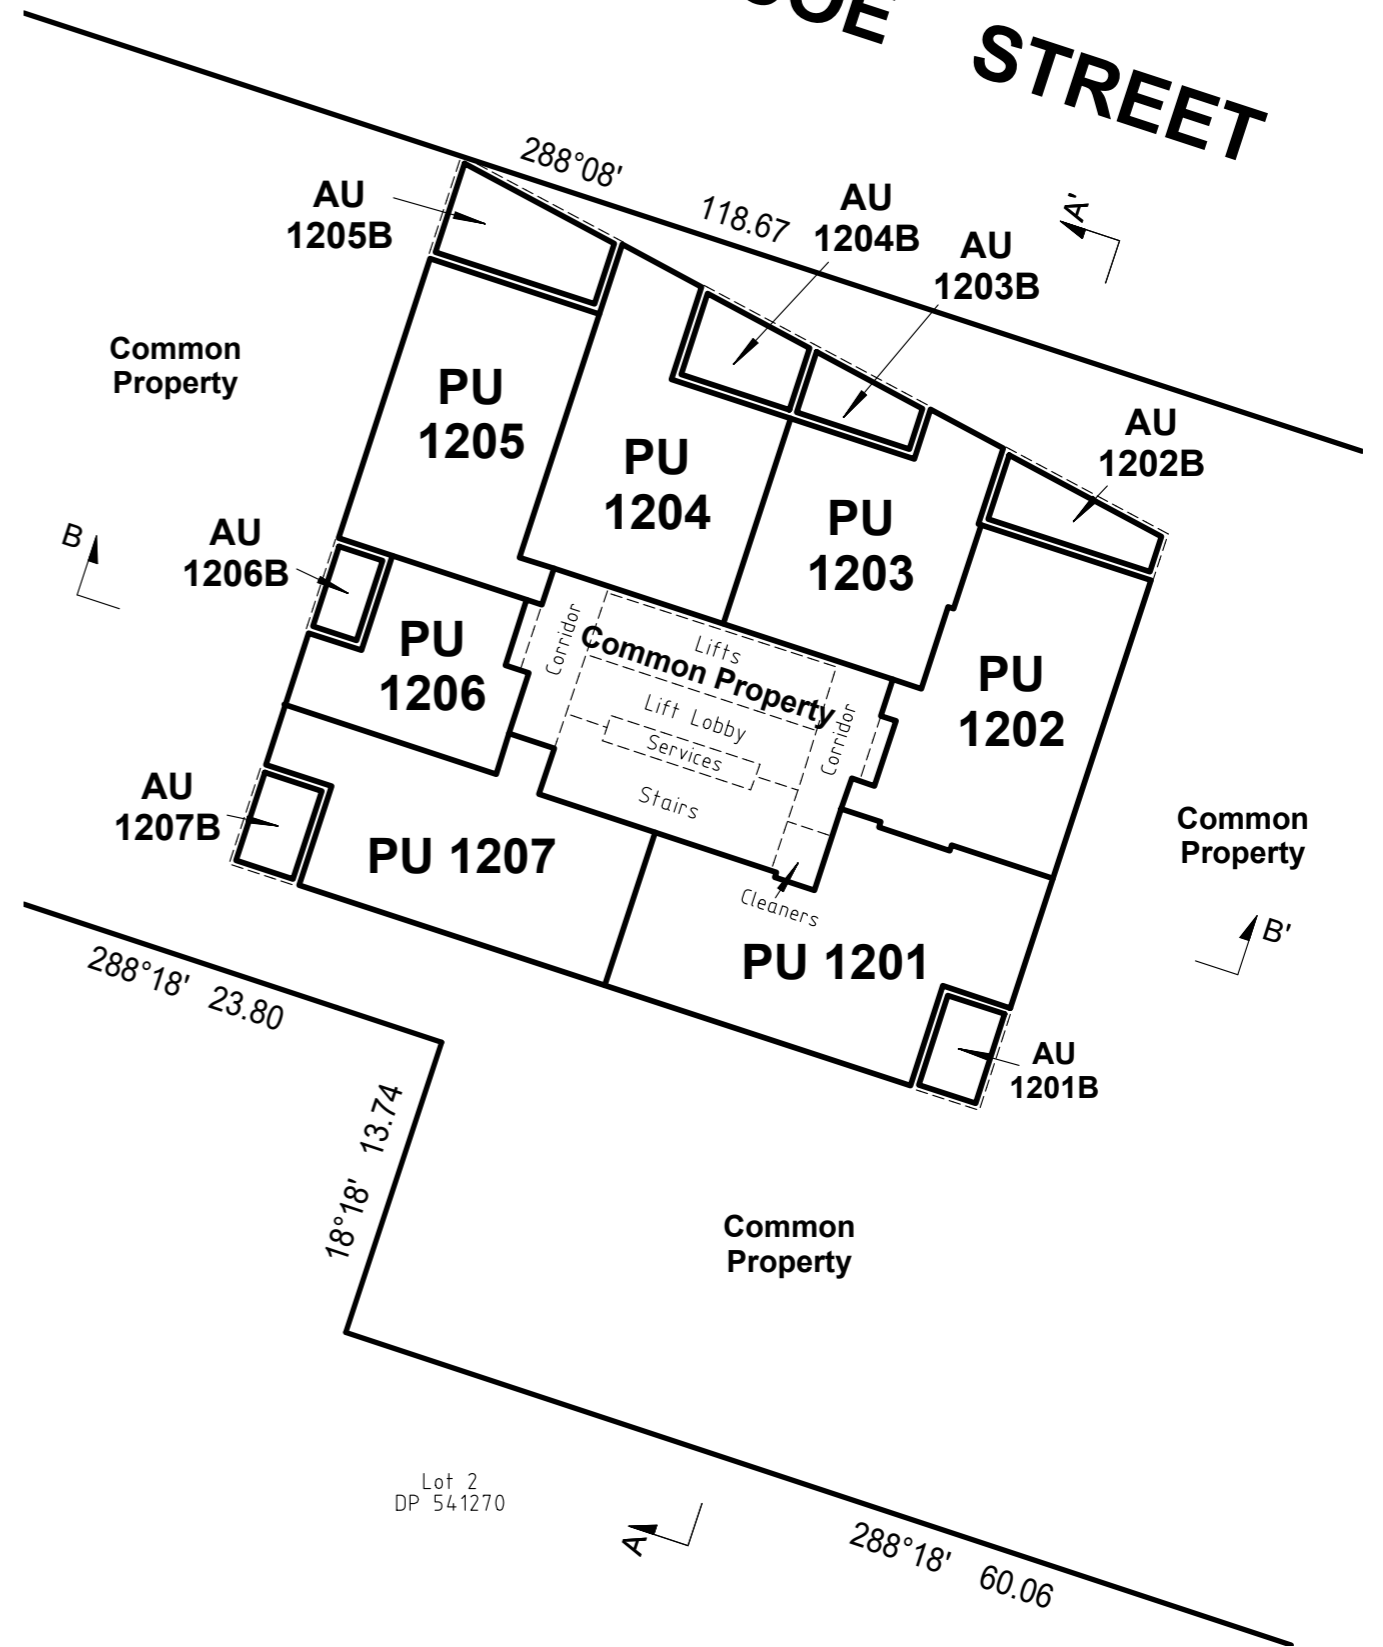 STREET
288°08'
118.67
A'
AU
1205B
AU
1204B
AU
1203B
AU
1202B
Common
Property
PU
1205
PU
1204
PU
1203
B
AU
1206B
PU
1206
Corridor
Lifts
Common Property
Lift Lobby
Services
Stairs
Corridor
PU
1202
AU
1207B
PU 1207
Cleaners
Common
Property
PU 1201
B'
288°18' 23.80
AU
1201B
18°18' 13.74
Common
Property
Lot 2
DP 541270
A
288°18' 60.06